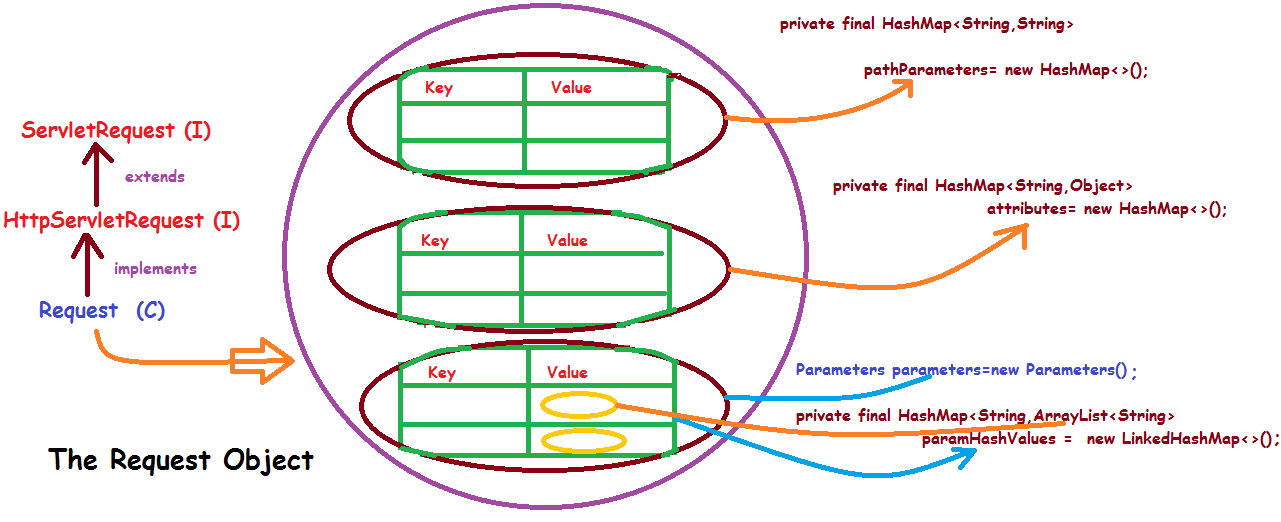 private final HashMap<String,String>
pathParameters= new HashMap<>();
Key Value
ServletRequest (I)
extends
private final HashMap<String,Object>
attributes= new HashMap<>();
HttpServletRequest (I)
Key Value
implements
Request (C)
Parameters parameters=new Parameters();
Key Value
private final HashMap<String,ArrayList<String>
paramHashValues = new LinkedHashMap<>();
The Request Object